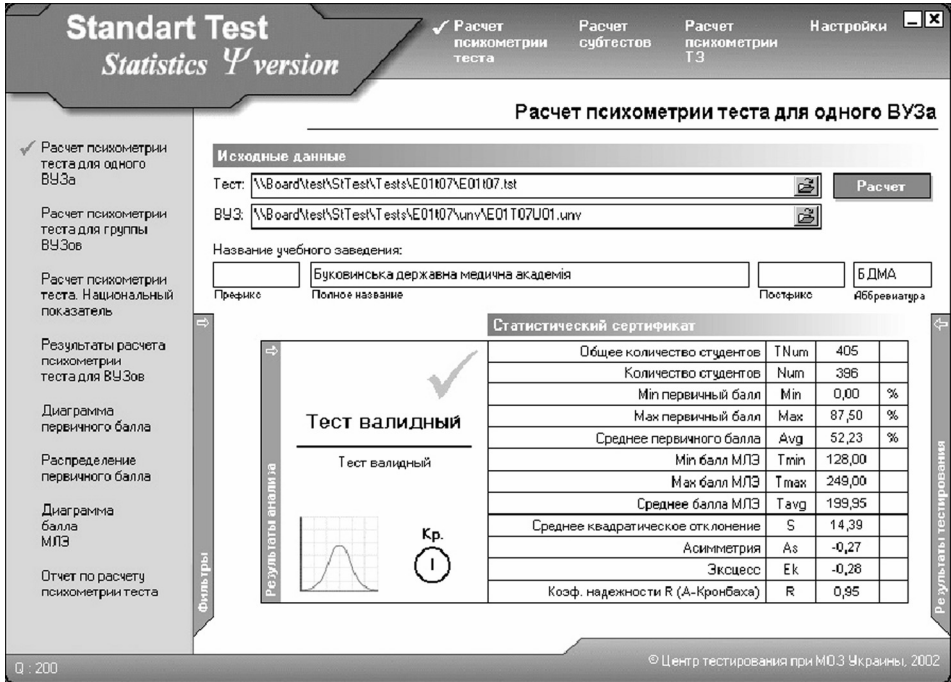 Standart Test
Statistics Ψ version
✓ Расчет психометрии теста
Расчет субтестов
Расчет психометрии ТЗ
Настройки
Расчет психометрии теста для одного ВУЗа
Расчет психометрии
теста для одного
ВУЗа
Расчет психометрии
теста для группы
ВУЗов
Расчет психометрии
теста. Национальный
показатель
Результаты расчета
психометрии
теста для ВУЗов
Диаграмма
первичного балла
Распределение
первичного балла
Диаграмма
балла
МЛЭ
Отчет по расчету
психометрии теста
Исходные данные
Тест: \\Board\test\StTest\Tests\E01t07\E01t07.tst
Расчет
ВУЗ: \\Board\test\StTest\Tests\E01t07\unv\E01T07U01.unv
Название учебного заведения:
Буковинська державна медична академія БДМА
Префикс Полное название Постфикс Аббревиатура
Фильтры
Результаты анализа
Тест валидный
Тест валидный
Кр.
I
Статистический сертификат
Общее количество студентов TNum 405
Количество студентов Num 396
Min первичный балл Min 0,00 %
Max первичный балл Max 87,50 %
Среднее первичного балла Avg 52,23 %
Min балл МЛЭ Tmin 128,00
Max балл МЛЭ Tmax 249,00
Среднее балла МЛЭ Tavg 199,95
Среднее квадратическое отклонение S 14,39
Асимметрия As -0,27
Эксцесс Ek -0,28
Коэф. надежности R (А-Кронбаха) R 0,95
Результаты тестирования
Q : 200
© Центр тестирования при МОЗ Украины, 2002